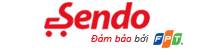 Sendo
Đảm bảo bởi FPT